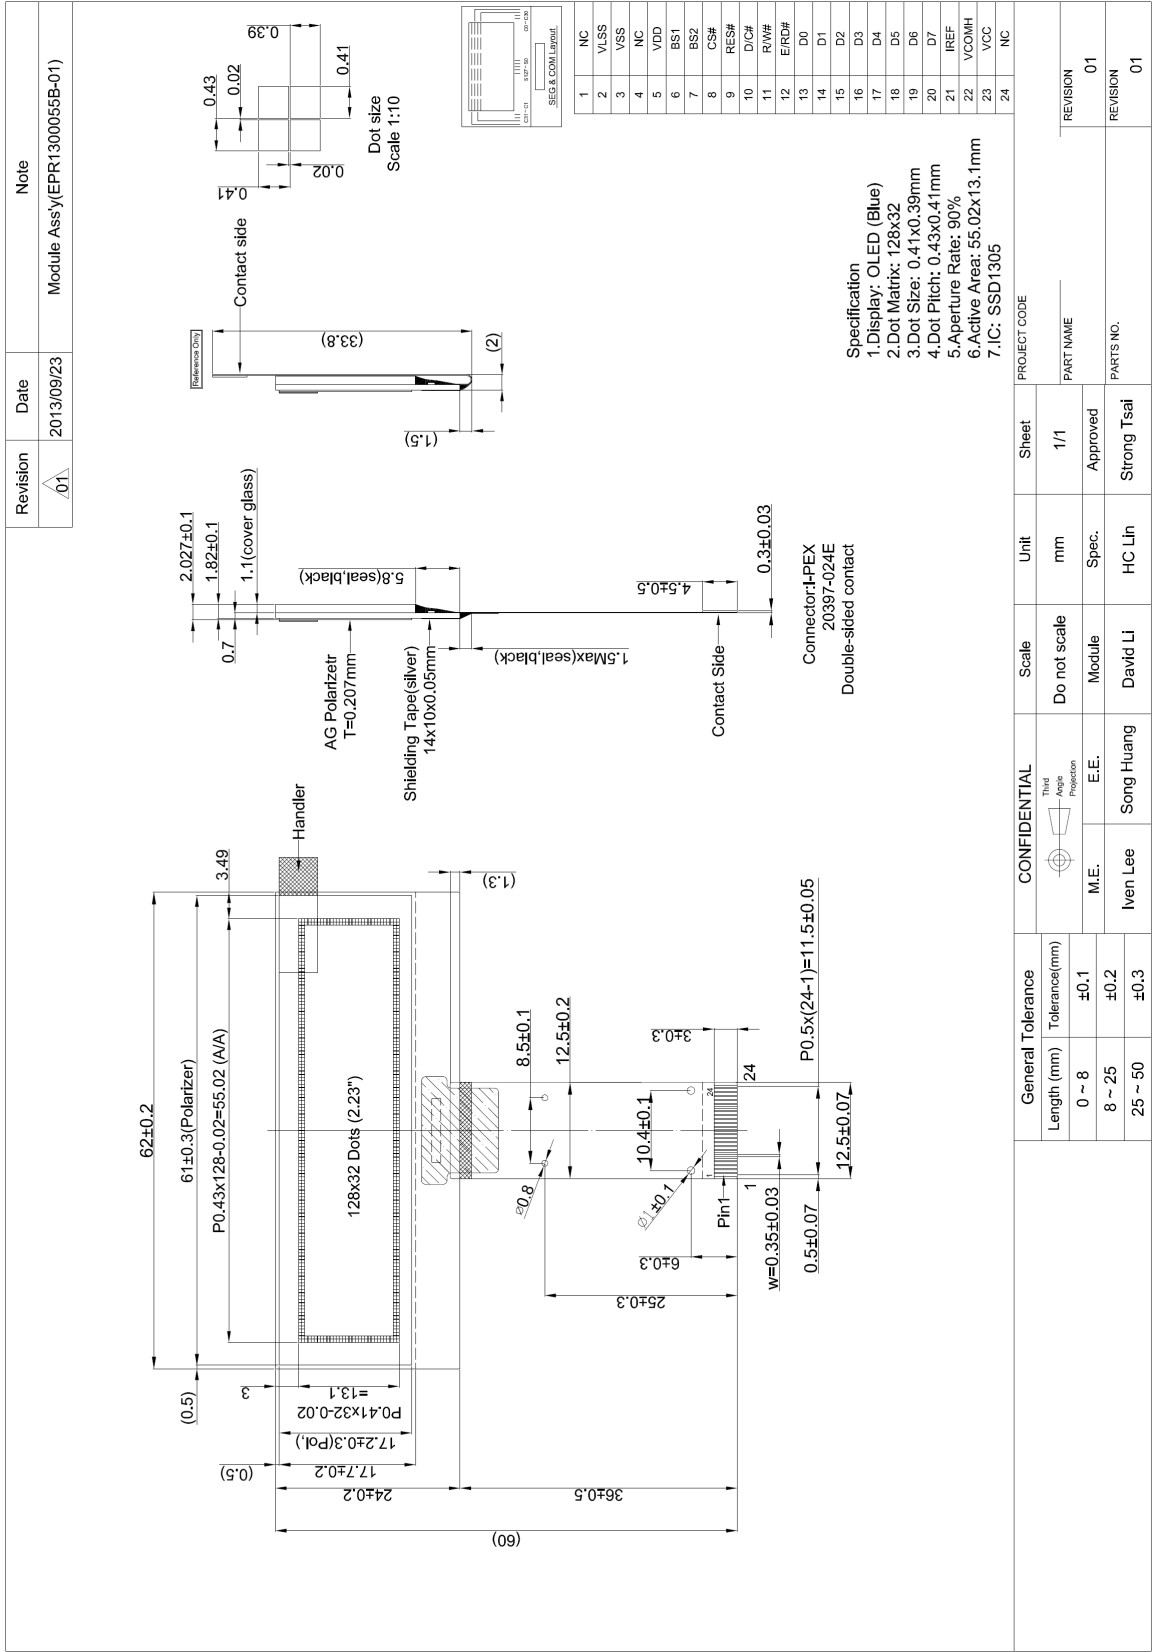 Revision Date Note
01 2013/09/23 Module Ass'y(EPR1300055B-01)
62±0.2
61±0.3(Polarizer)
P0.43x128-0.02=55.02 (A/A)
(0.5)
3.49
Handler
128x32 Dots (2.23")
3
P0.41x32-0.02
=13.1
17.2±0.3(Pol,)
17.7±0.2
(0.5)
24±0.2
36±0.5
(60)
(1.3)
8.5±0.1
12.5±0.2
Ø0.8
10.4±0.1
Ø1±0.1
3±0.3
6±0.3
25±0.3
Pin1
1
24
1
24
w=0.35±0.03
0.5±0.07
12.5±0.07
P0.5x(24-1)=11.5±0.05
2.027±0.1
1.82±0.1
1.1(cover glass)
0.7
AG Polarizetr
T=0.207mm
Shielding Tape(silver)
14x10x0.05mm
5.8(seal,black)
1.5Max(seal,black)
4.5±0.5
0.3±0.03
Contact Side
Connector:I-PEX
20397-024E
Double-sided contact
Reference Only
Contact side
(33.8)
(2)
(1.5)
0.43
0.02
0.39
0.41
0.41
0.02
Dot size
Scale 1:10
C31~C1 S127~S0 C0~C30
SEG & COM Layout
1 NC
2 VLSS
3 VSS
4 NC
5 VDD
6 BS1
7 BS2
8 CS#
9 RES#
10 D/C#
11 R/W#
12 E/RD#
13 D0
14 D1
15 D2
16 D3
17 D4
18 D5
19 D6
20 D7
21 IREF
22 VCOMH
23 VCC
24 NC
Specification
1.Display: OLED (Blue)
2.Dot Matrix: 128x32
3.Dot Size: 0.41x0.39mm
4.Dot Pitch: 0.43x0.41mm
5.Aperture Rate: 90%
6.Active Area: 55.02x13.1mm
7.IC: SSD1305
General Tolerance
Length (mm) Tolerance(mm)
0 ~ 8 ±0.1
8 ~ 25 ±0.2
25 ~ 50 ±0.3
CONFIDENTIAL
Third
Angle
Projection
M.E. E.E.
Iven Lee Song Huang
Scale Unit Sheet
Do not scale mm 1/1
Module Spec. Approved
David Li HC Lin Strong Tsai
PROJECT CODE
PART NAME
REVISION
01
PARTS NO.
REVISION
01